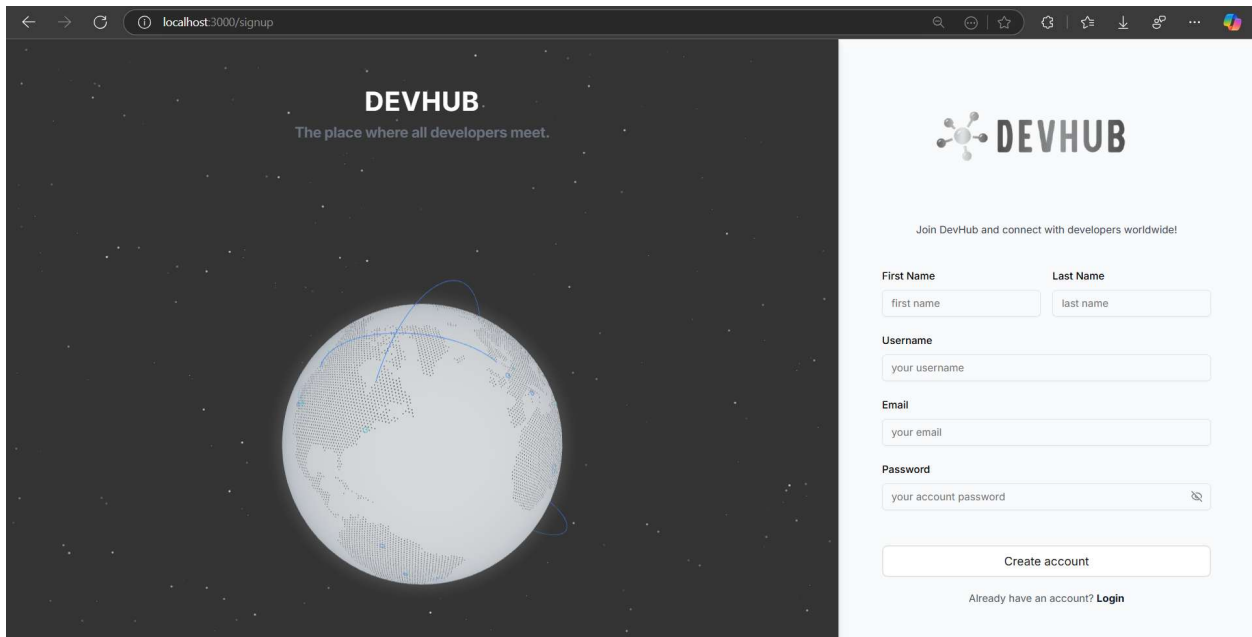 localhost:3000/signup
DEVHUB
The place where all developers meet.
DEVHUB
Join DevHub and connect with developers worldwide!
First Name Last Name
first name last name
Username
your username
Email
your email
Password
your account password
Create account
Already have an account? Login